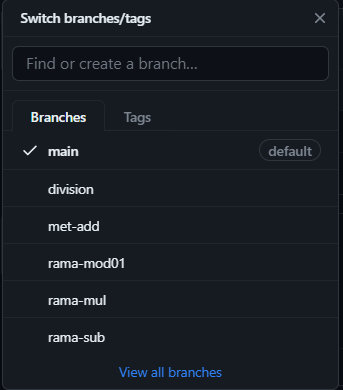 Switch branches/tags
Find or create a branch...
Branches Tags
main default
division
met-add
rama-mod01
rama-mul
rama-sub
View all branches